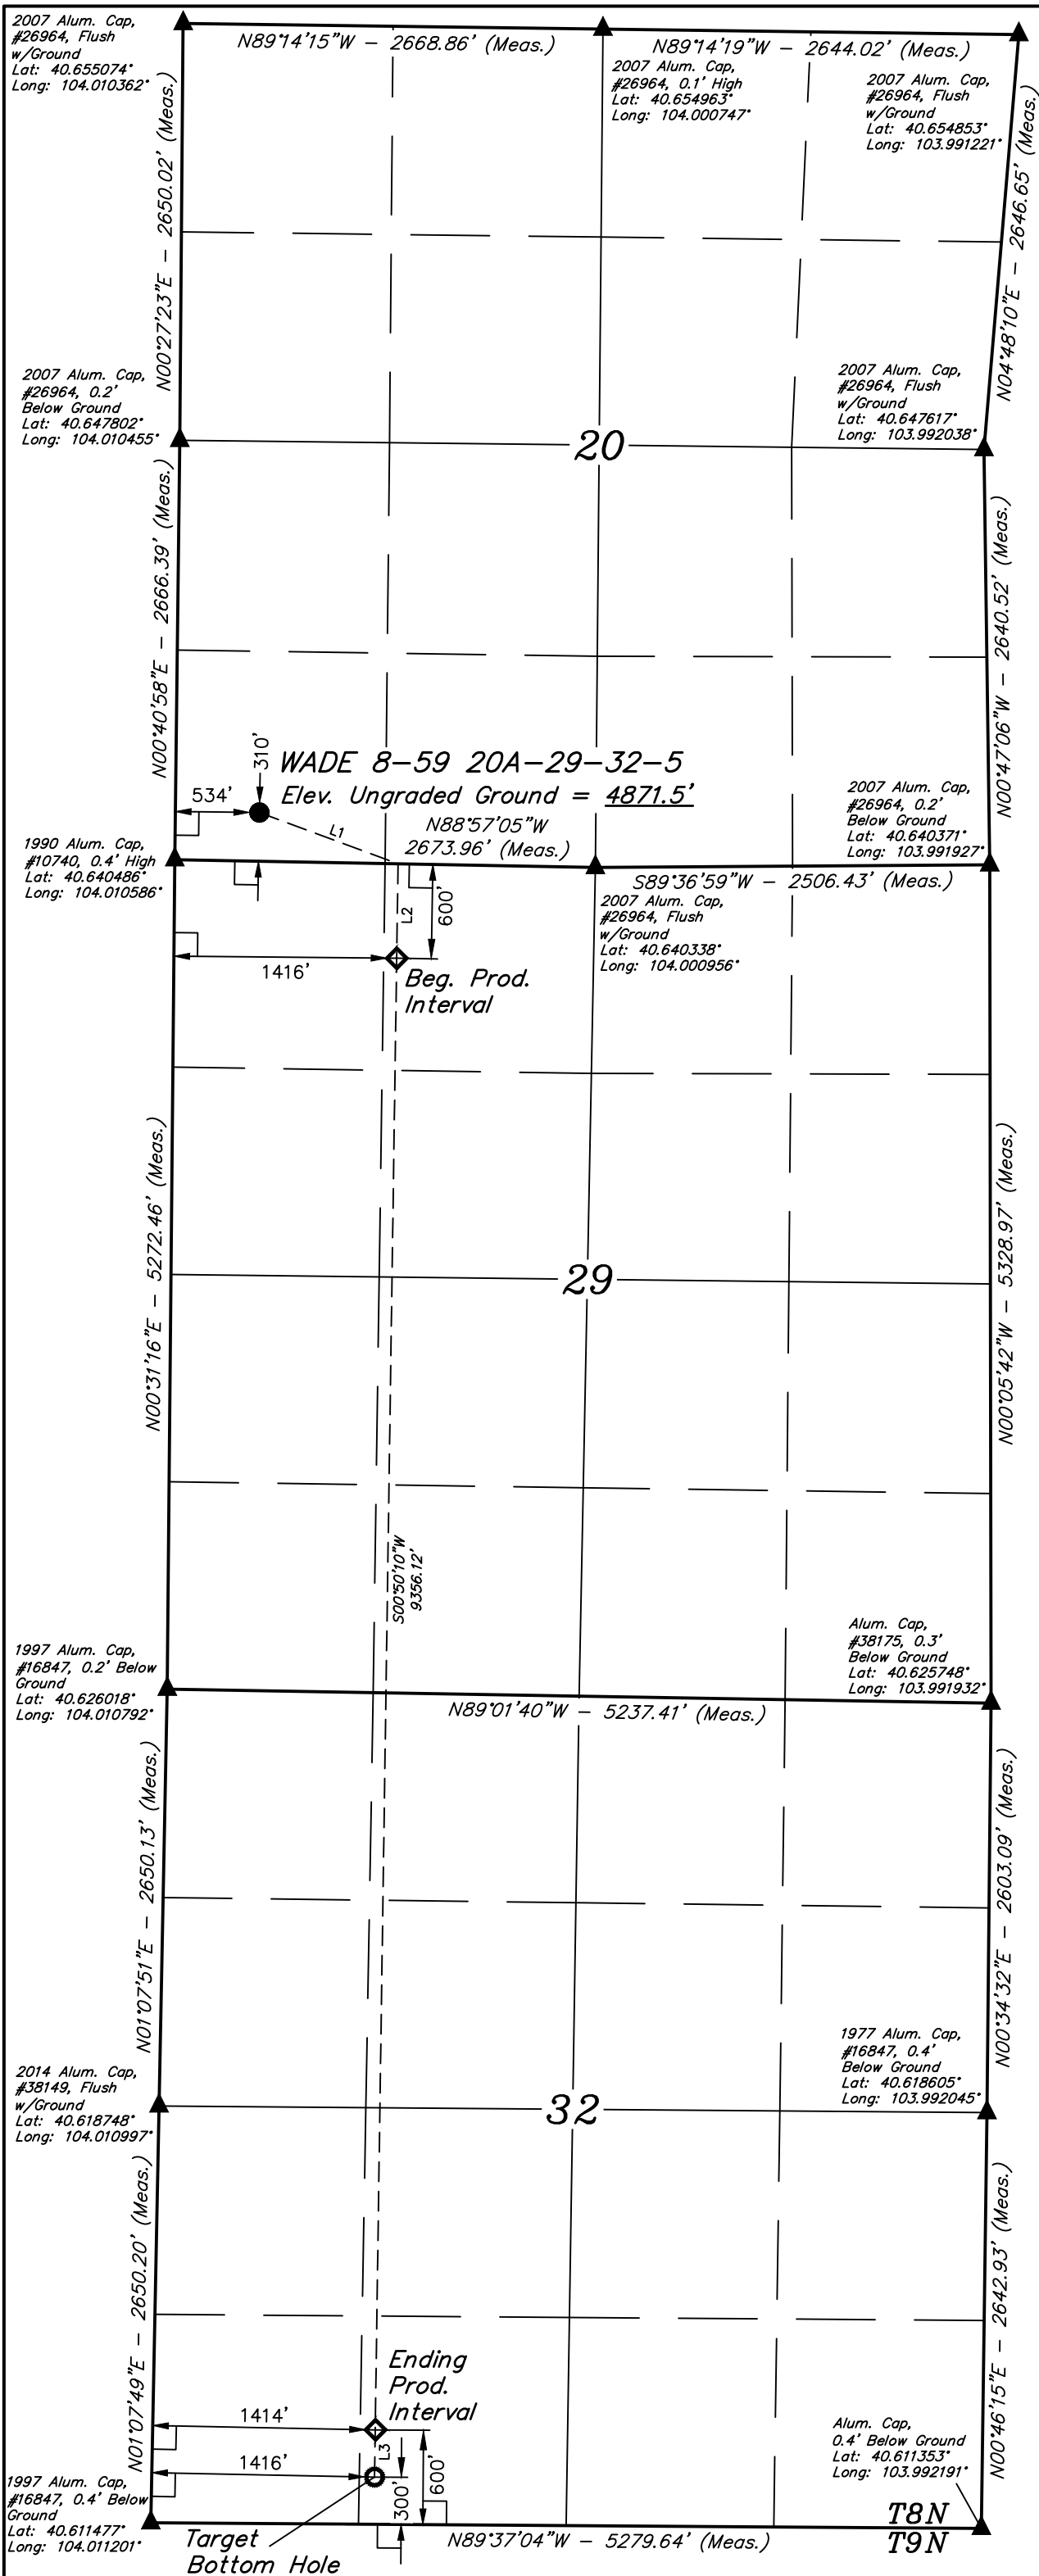 2007 Alum. Cap,
#26964, Flush
w/Ground
Lat: 40.655074°
Long: 104.010362°
N89°14'15"W - 2668.86' (Meas.)
N89°14'19"W - 2644.02' (Meas.)
2007 Alum. Cap,
#26964, 0.1' High
Lat: 40.654963°
Long: 104.000747°
2007 Alum. Cap,
#26964, Flush
w/Ground
Lat: 40.654853°
Long: 103.991221°
N00°27'23"E - 2650.02' (Meas.)
N04°48'10"E - 2646.65' (Meas.)
2007 Alum. Cap,
#26964, 0.2'
Below Ground
Lat: 40.647802°
Long: 104.010455°
2007 Alum. Cap,
#26964, Flush
w/Ground
Lat: 40.647617°
Long: 103.992038°
20
N00°40'58"E - 2666.39' (Meas.)
N00°47'06"W - 2640.52' (Meas.)
310'
WADE 8-59 20A-29-32-5
534'
Elev. Ungraded Ground = 4871.5'
L1
N88°57'05"W
2673.96' (Meas.)
2007 Alum. Cap,
#26964, 0.2'
Below Ground
Lat: 40.640371°
Long: 103.991927°
1990 Alum. Cap,
#10740, 0.4' High
Lat: 40.640486°
Long: 104.010586°
S89°36'59"W - 2506.43' (Meas.)
2007 Alum. Cap,
#26964, Flush
w/Ground
Lat: 40.640338°
Long: 104.000956°
L2
600'
1416'
Beg. Prod.
Interval
N00°31'16"E - 5272.46' (Meas.)
N00°05'42"W - 5328.97' (Meas.)
29
S00°50'10"W
9356.12'
1997 Alum. Cap,
#16847, 0.2' Below
Ground
Lat: 40.626018°
Long: 104.010792°
Alum. Cap,
#38175, 0.3'
Below Ground
Lat: 40.625748°
Long: 103.991932°
N89°01'40"W - 5237.41' (Meas.)
N01°07'51"E - 2650.13' (Meas.)
N00°34'32"E - 2603.09' (Meas.)
2014 Alum. Cap,
#38149, Flush
w/Ground
Lat: 40.618748°
Long: 104.010997°
1977 Alum. Cap,
#16847, 0.4'
Below Ground
Lat: 40.618605°
Long: 103.992045°
32
N01°07'49"E - 2650.20' (Meas.)
N00°46'15"E - 2642.93' (Meas.)
Ending
Prod.
Interval
1414'
1416'
L3
300'
600'
Alum. Cap,
0.4' Below Ground
Lat: 40.611353°
Long: 103.992191°
1997 Alum. Cap,
#16847, 0.4' Below
Ground
Lat: 40.611477°
Long: 104.011201°
Target
Bottom Hole
N89°37'04"W - 5279.64' (Meas.)
T8N
T9N